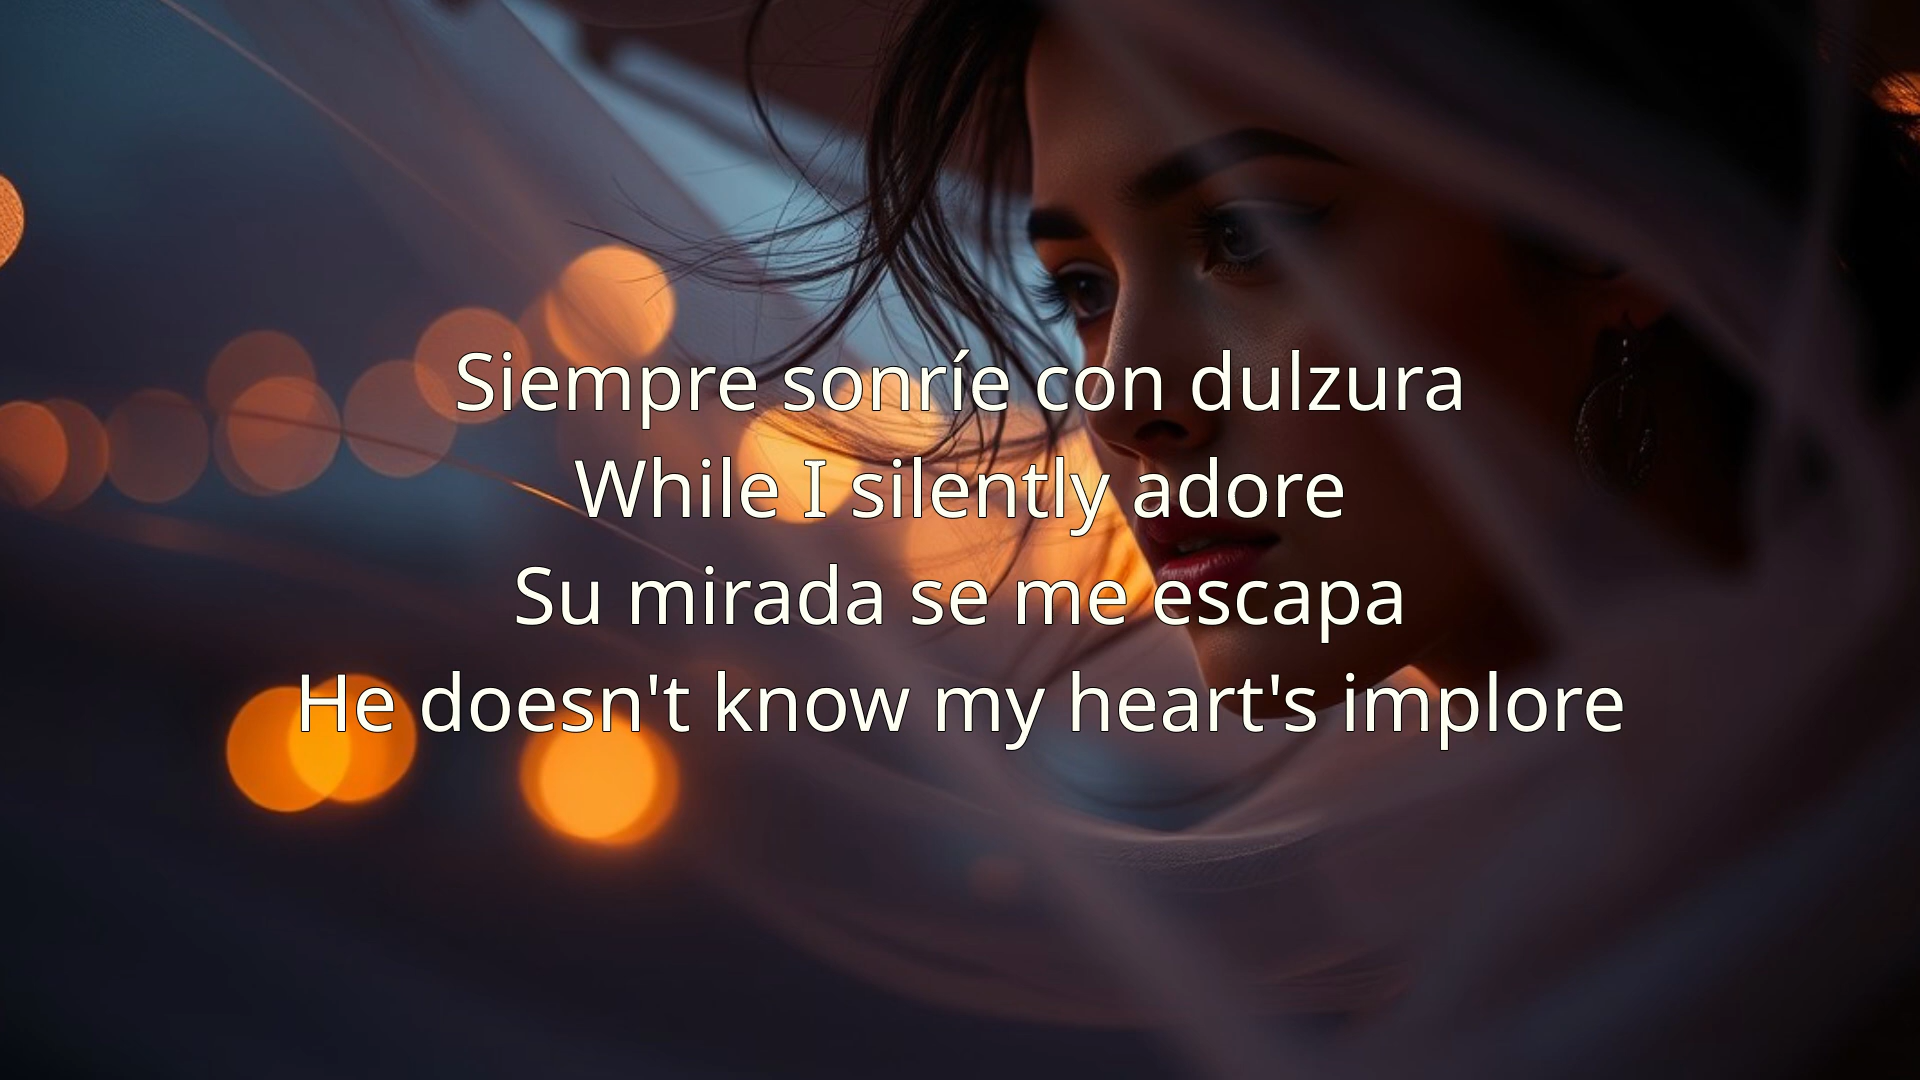 Siempre sonríe con dulzura
While I silently adore
Su mirada se me escapa
He doesn't know my heart's implore